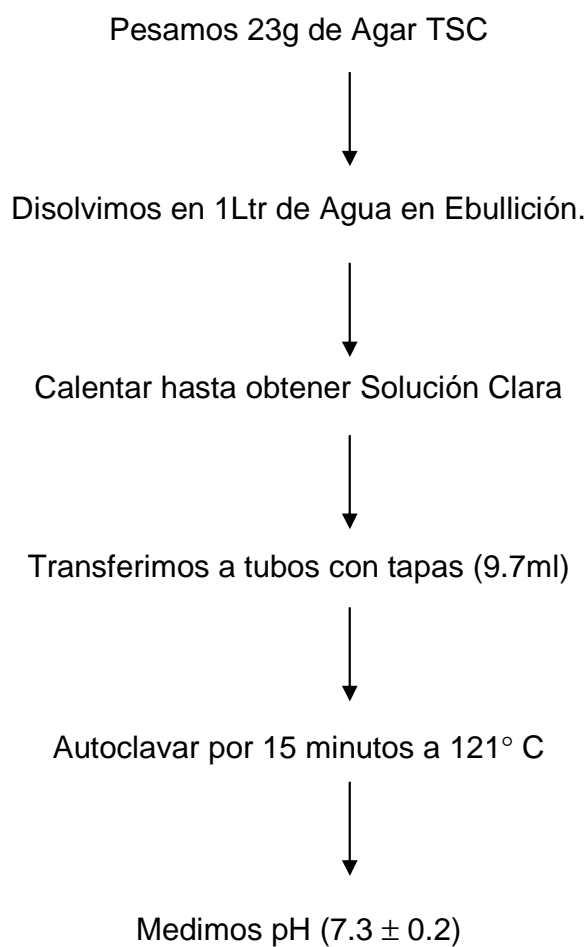 Pesamos 23g de Agar TSC
Disolvimos en 1Ltr de Agua en Ebullición.
Calentar hasta obtener Solución Clara
Transferimos a tubos con tapas (9.7ml)
Autoclavar por 15 minutos a 121° C
Medimos pH (7.3 ± 0.2)